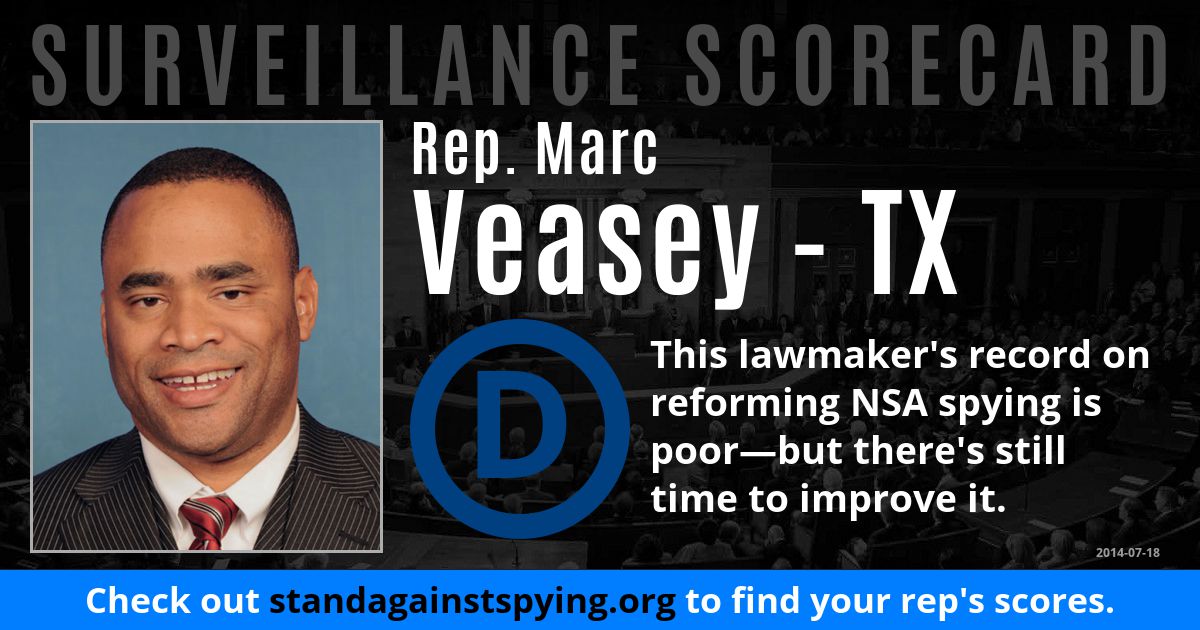 SURVEILLANCE SCORECARD
Rep. Marc
Veasey - TX
D
This lawmaker's record on
reforming NSA spying is
poor—but there's still
time to improve it.
2014-07-18
Check out standagainstspying.org to find your rep's scores.